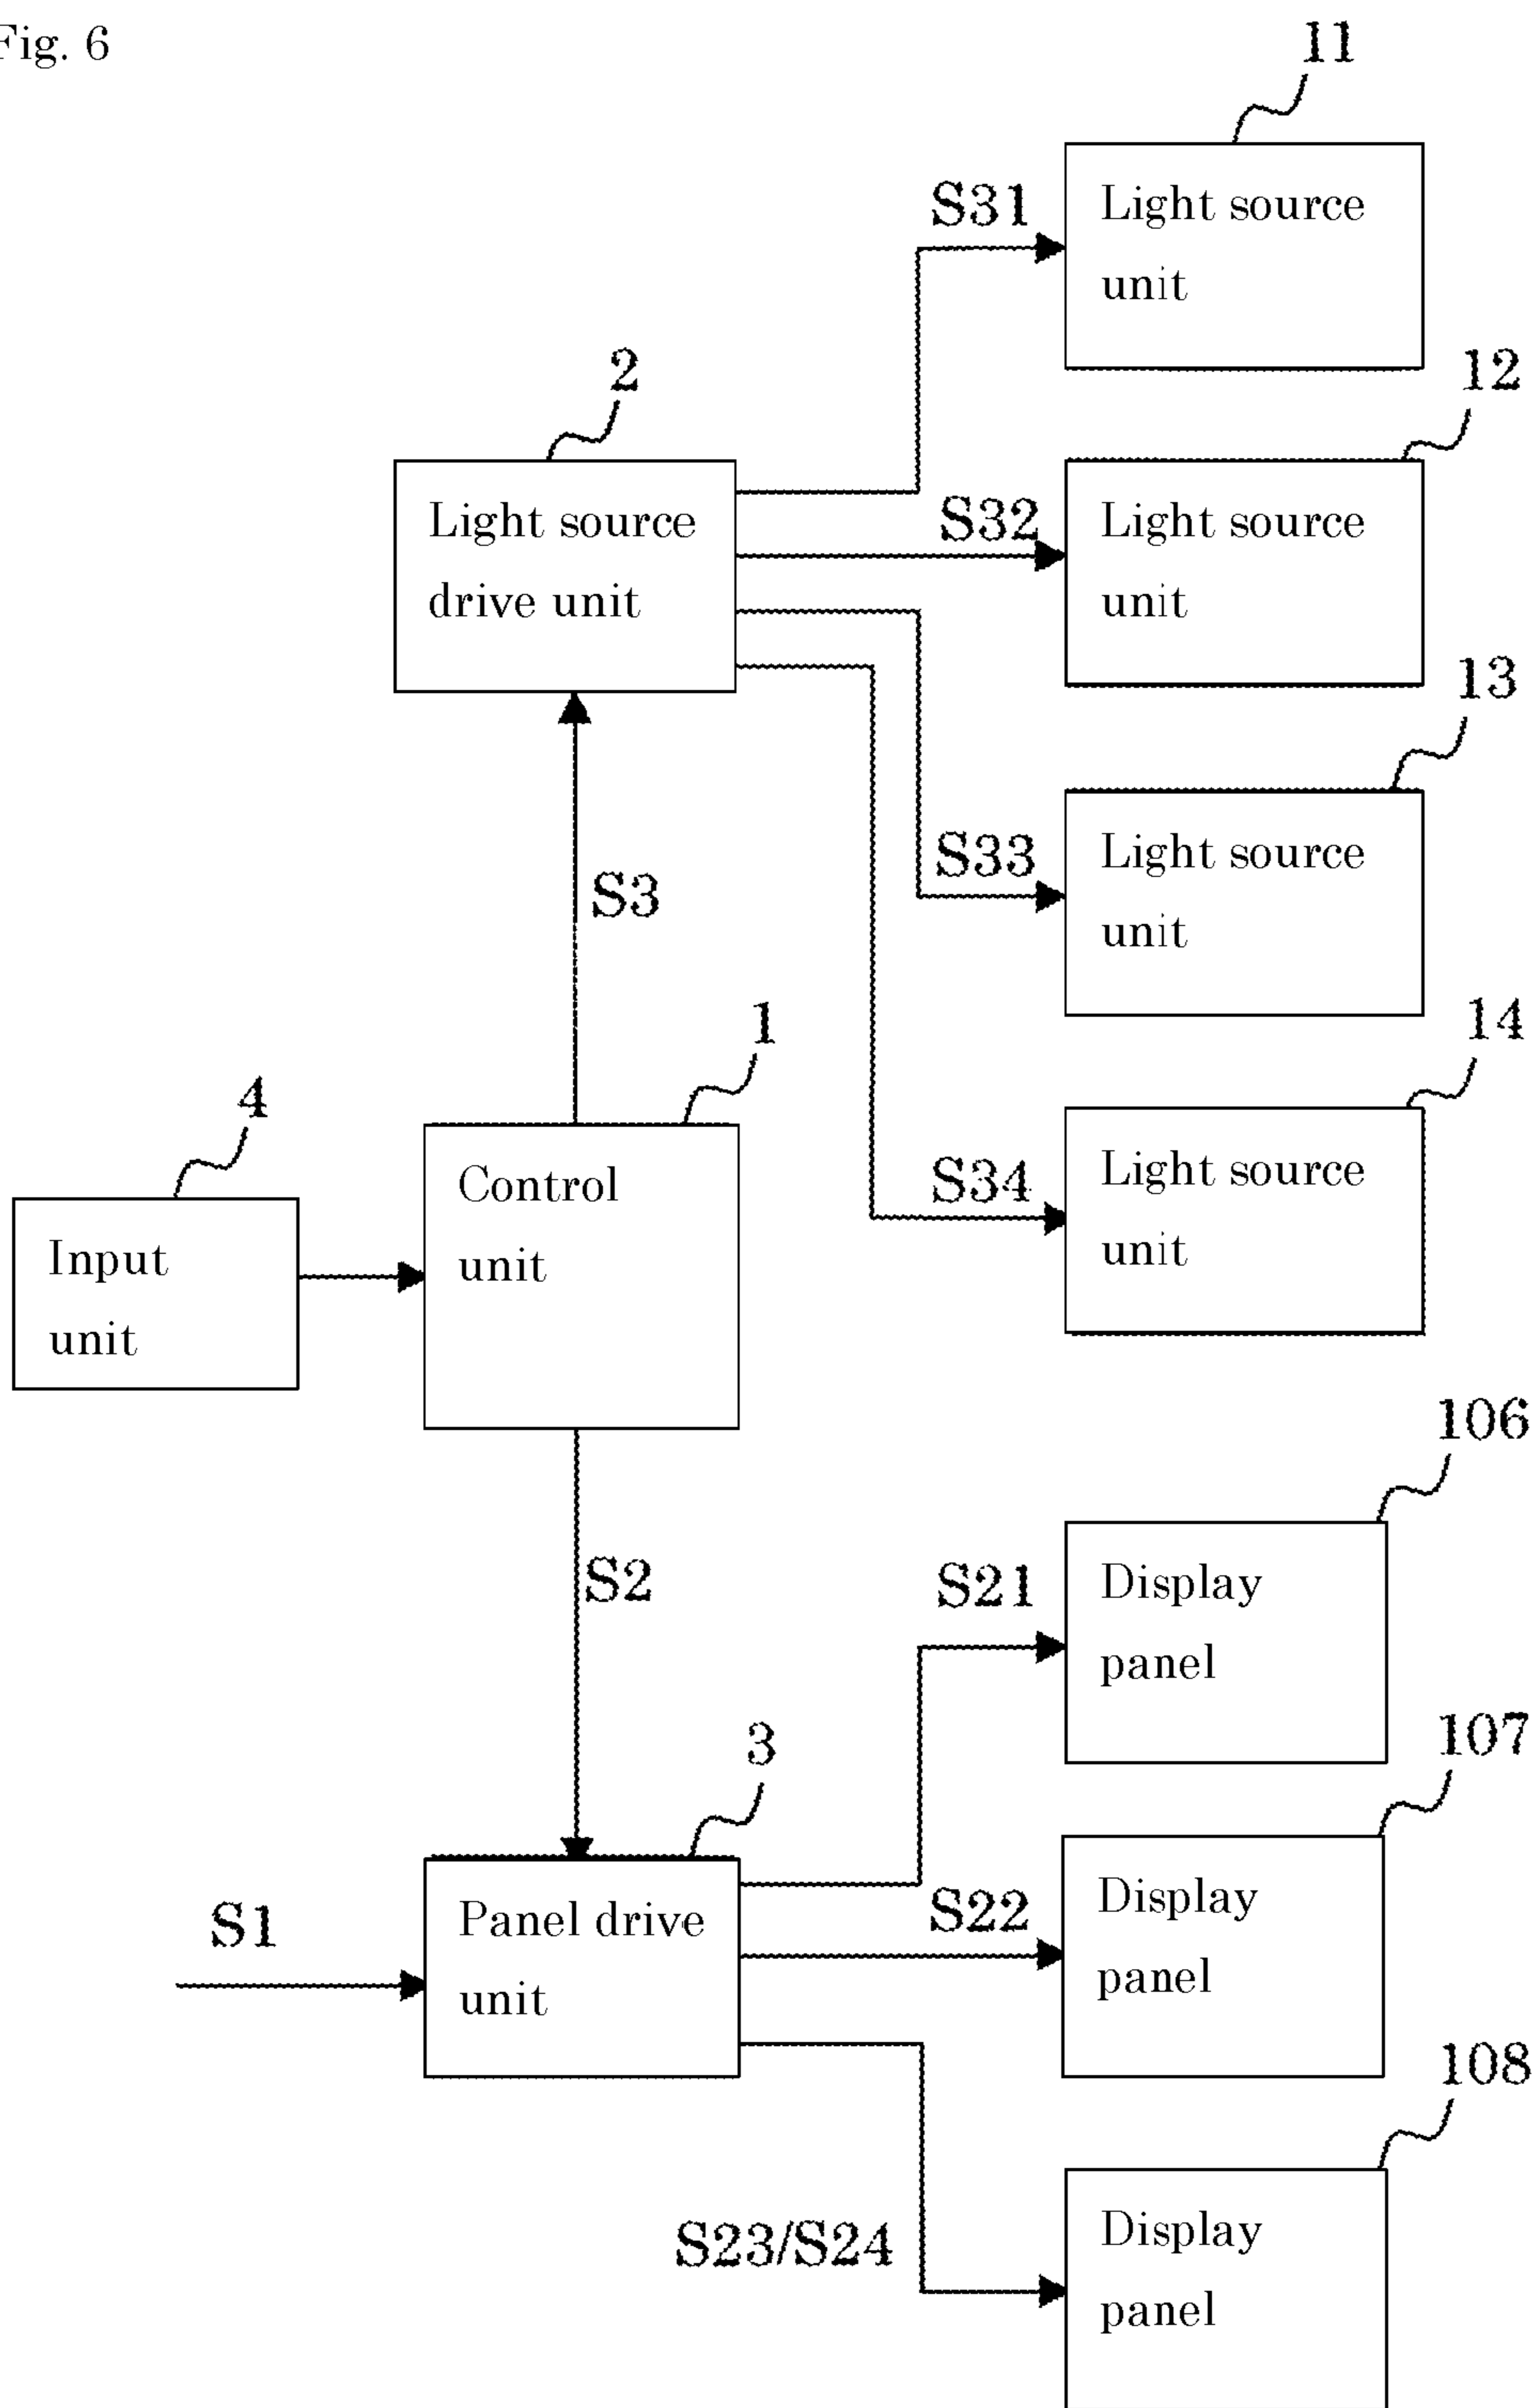 Fig. 6
11
S31
Light source
unit
2
12
Light source
drive unit
S32
Light source
unit
13
S33
Light source
unit
S3
1
14
4
Control
unit
S34
Light source
unit
Input
unit
106
S2
S21
Display
panel
3
107
S1
Panel drive
unit
S22
Display
panel
108
S23/S24
Display
panel